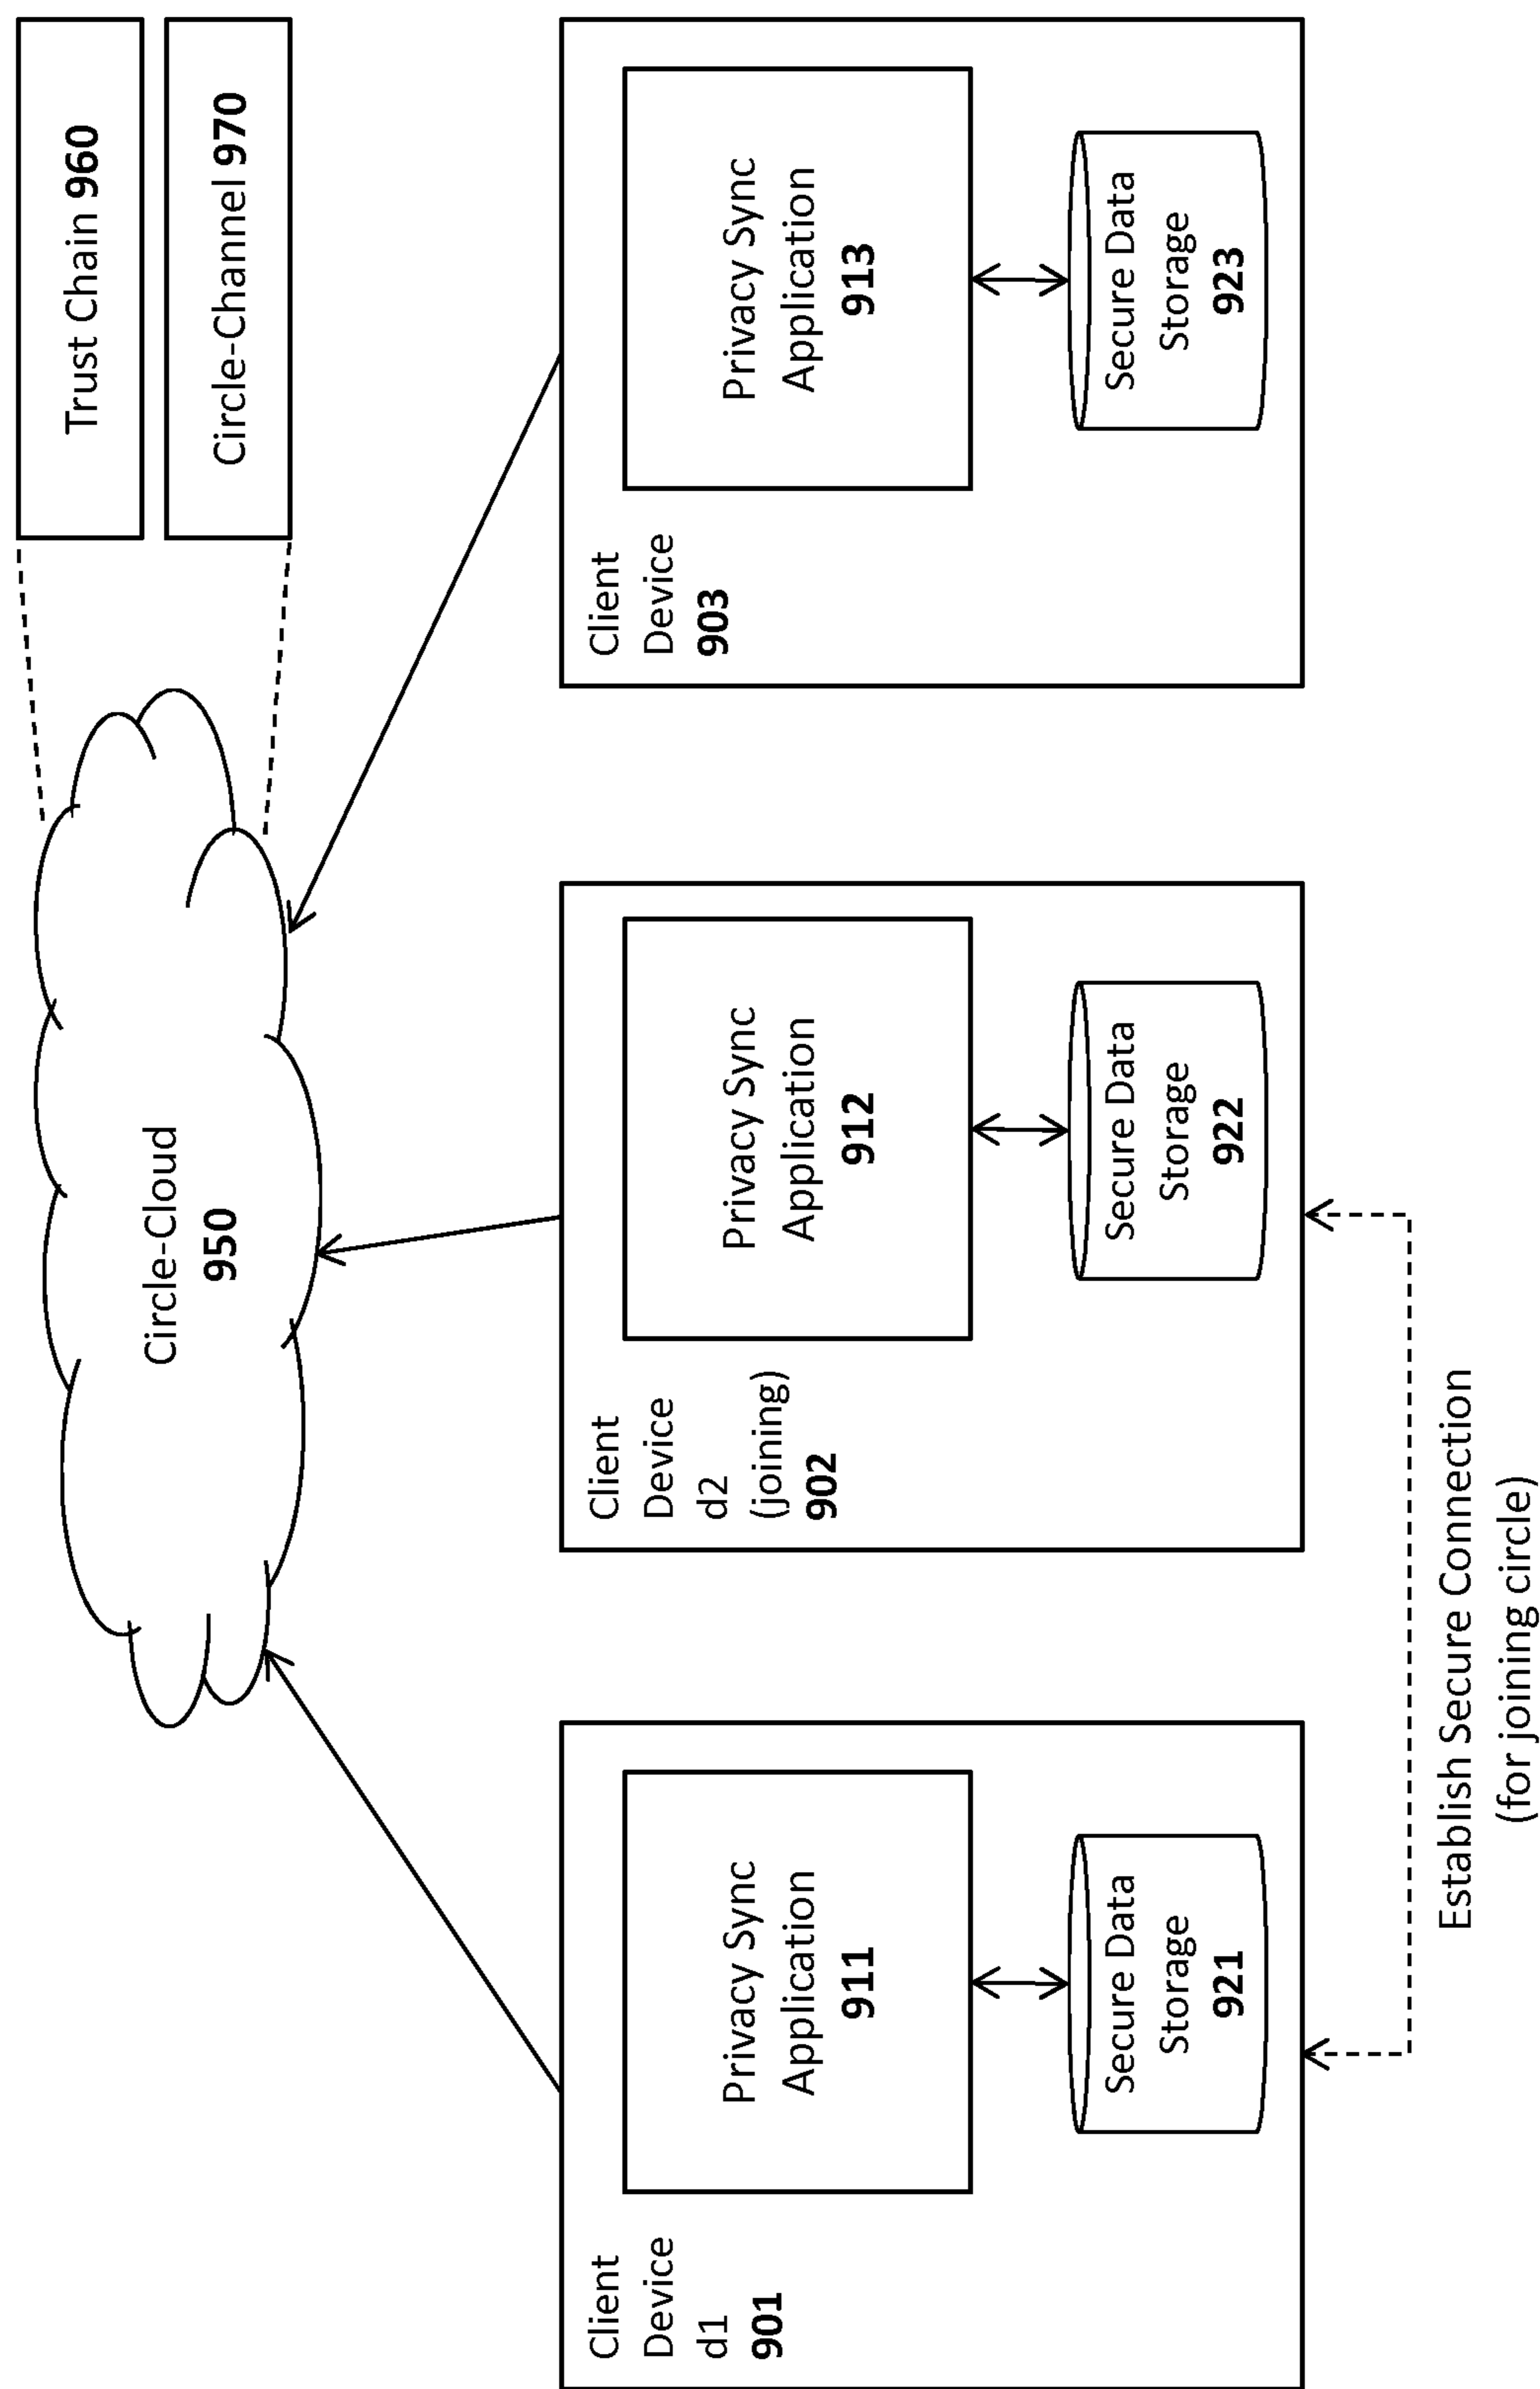 Trust Chain 960
Circle-Channel 970
Circle-Cloud
950
Client
Device
d1
901
Privacy Sync
Application
911
Secure Data
Storage
921
Client
Device
d2
(joining)
902
Privacy Sync
Application
912
Secure Data
Storage
922
Client
Device
903
Privacy Sync
Application
913
Secure Data
Storage
923
Establish Secure Connection
(for joining circle)